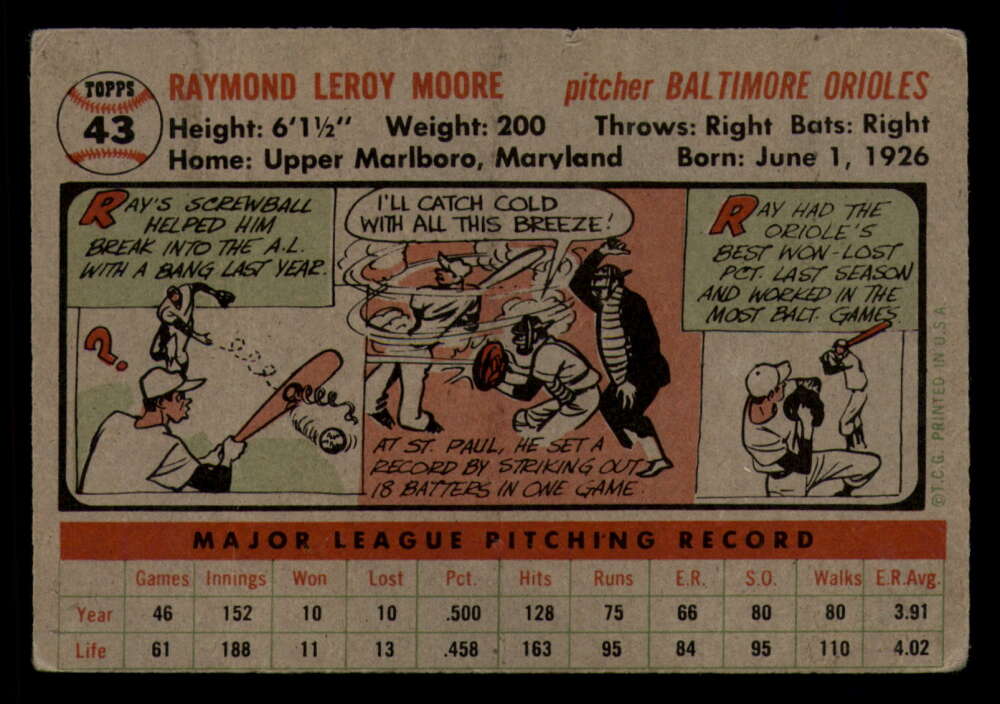 TOPPS
43
RAYMOND LEROY MOORE pitcher BALTIMORE ORIOLES
Height: 6'1½" Weight: 200 Throws: Right Bats: Right
Home: Upper Marlboro, Maryland Born: June 1, 1926
RAY'S SCREWBALL
HELPED HIM
BREAK INTO THE A.L.
WITH A BANG LAST YEAR.
?
I'LL CATCH COLD
WITH ALL THIS BREEZE!
AT ST. PAUL, HE SET A
RECORD BY STRIKING OUT
18 BATTERS IN ONE GAME.
RAY HAD THE
ORIOLE'S
BEST WON-LOST
PCT. LAST SEASON
AND WORKED IN THE
MOST BALT. GAMES.
©T.C.G. PRINTED IN U.S.A.
MAJOR LEAGUE PITCHING RECORD
Games Innings Won Lost Pct. Hits Runs E.R. S.O. Walks E.R.Avg.
Year 46 152 10 10 .500 128 75 66 80 80 3.91
Life 61 188 11 13 .458 163 95 84 95 110 4.02